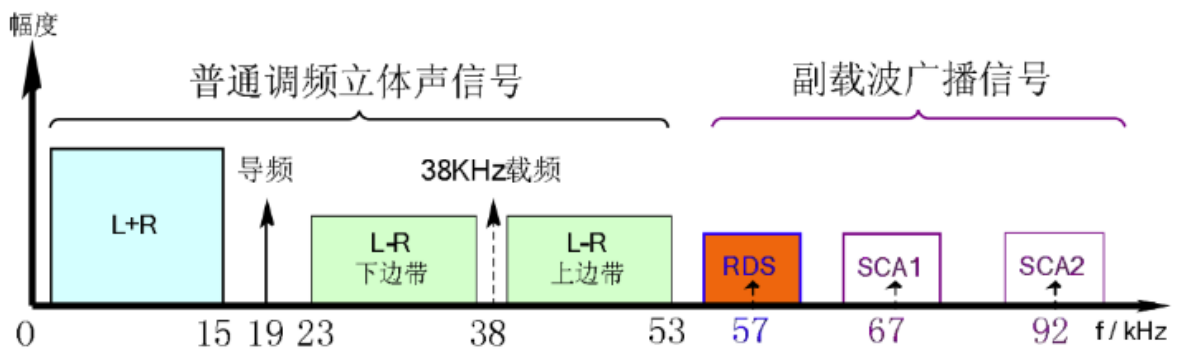 幅度
普通调频立体声信号
副载波广播信号
导频
38KHz载频
L+R
L-R
下边带
L-R
上边带
RDS
SCA1
SCA2
0 15 19 23 38 53 57 67 92 f / kHz